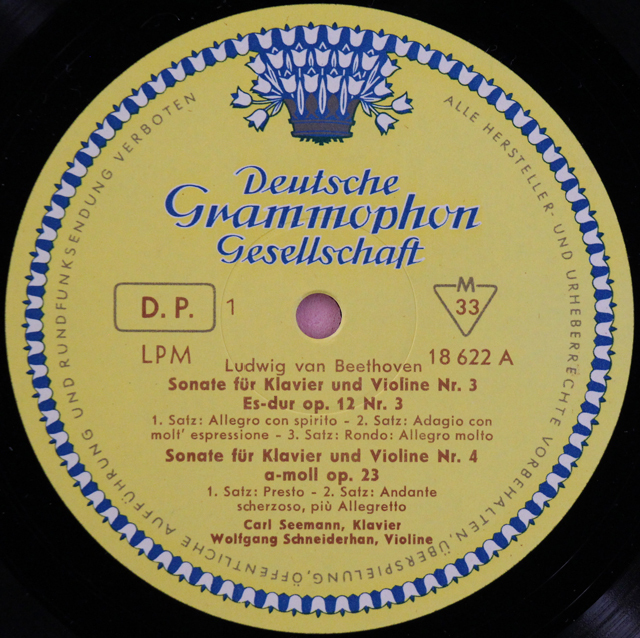 ALLE HERSTELLER- UND URHEBERRECHTE VORBEHALTEN, ÜBERSPIELUNG, ÖFFENTLICHE AUFFÜHRUNG UND RUNDFUNKSENDUNG VERBOTEN
Deutsche
Grammophon
Gesellschaft
D. P. 1
M
33
LPM
18 622 A
Ludwig van Beethoven
Sonate für Klavier und Violine Nr. 3
Es-dur op. 12 Nr. 3
1. Satz: Allegro con spirito - 2. Satz: Adagio con
molt' espressione - 3. Satz: Rondo: Allegro molto
Sonate für Klavier und Violine Nr. 4
a-moll op. 23
1. Satz: Presto - 2. Satz: Andante
scherzoso, più Allegretto
Carl Seemann, Klavier
Wolfgang Schneiderhan, Violine